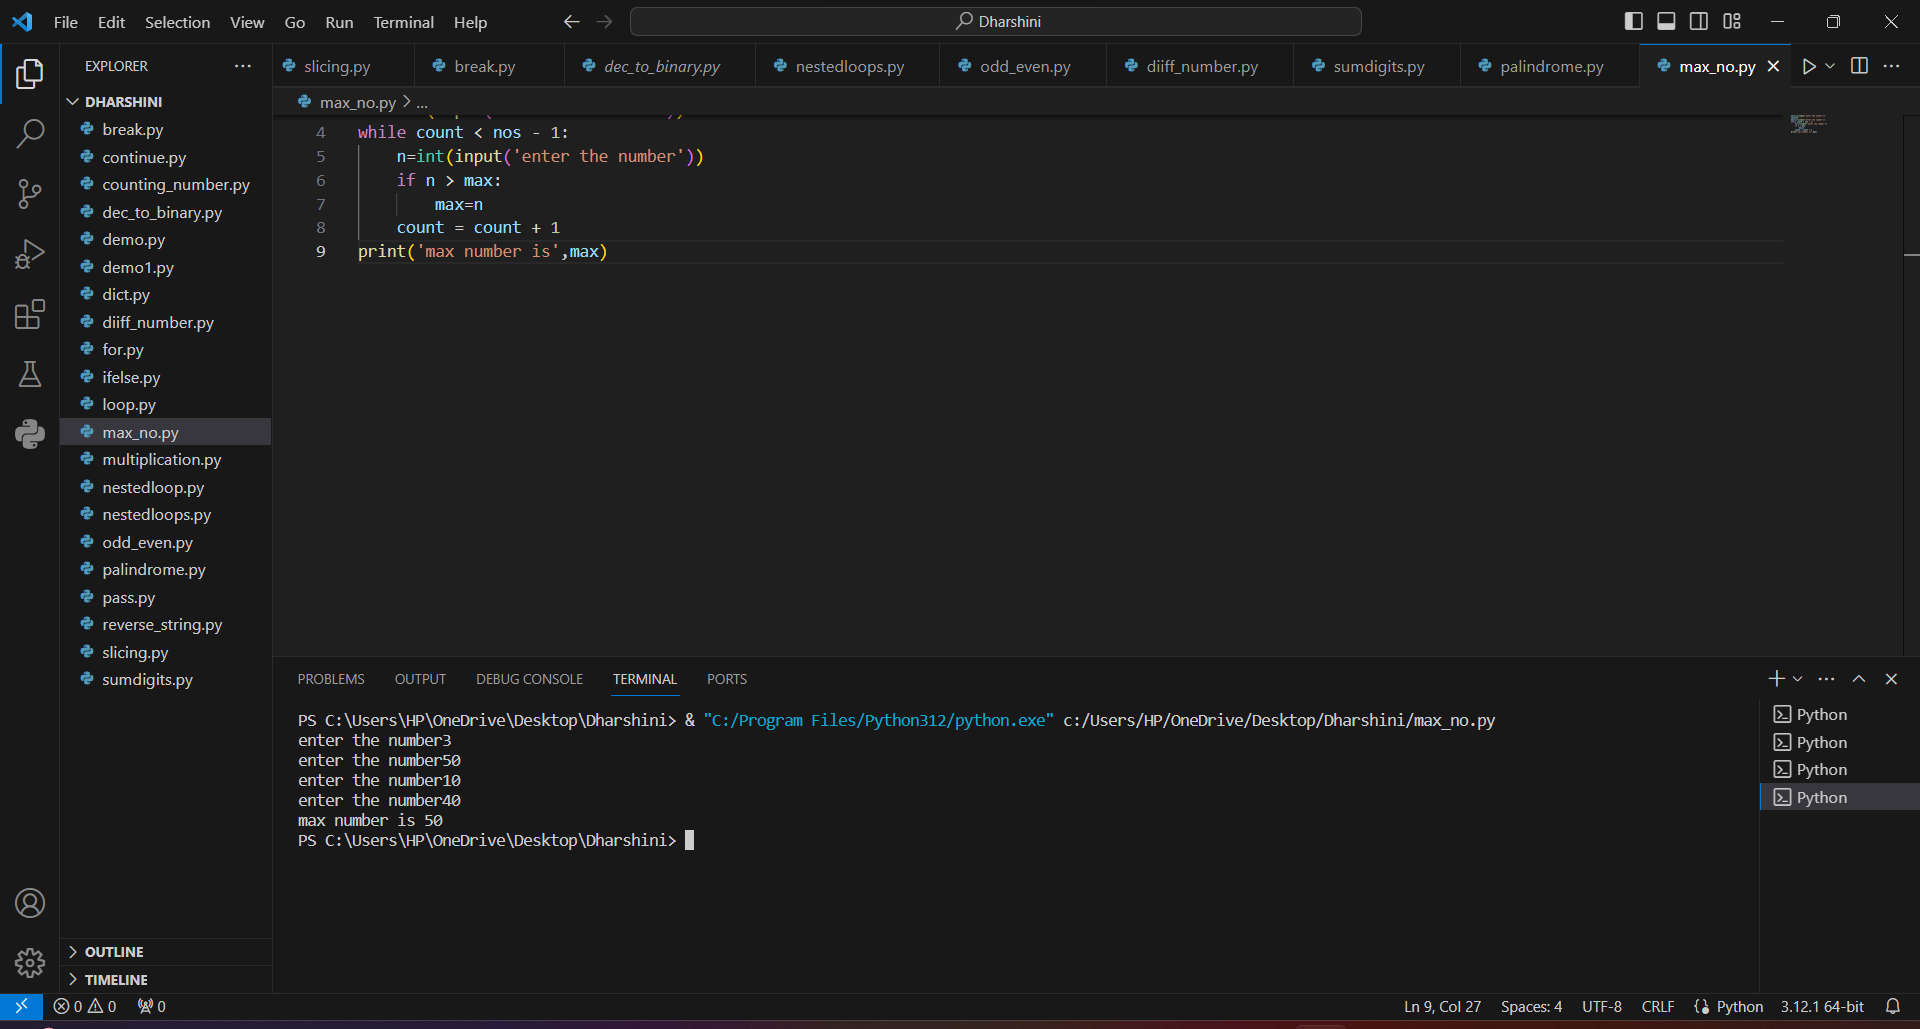 File Edit Selection View Go Run Terminal Help
Dharshini
EXPLORER
DHARSHINI
break.py
continue.py
counting_number.py
dec_to_binary.py
demo.py
demo1.py
dict.py
diiff_number.py
for.py
ifelse.py
loop.py
max_no.py
multiplication.py
nestedloop.py
nestedloops.py
odd_even.py
palindrome.py
pass.py
reverse_string.py
slicing.py
sumdigits.py
OUTLINE
TIMELINE
slicing.py break.py dec_to_binary.py nestedloops.py odd_even.py diiff_number.py sumdigits.py palindrome.py max_no.py
max_no.py > ...
4 while count < nos - 1:
5     n=int(input('enter the number'))
6     if n > max:
7         max=n
8     count = count + 1
9 print('max number is',max)
PROBLEMS OUTPUT DEBUG CONSOLE TERMINAL PORTS
PS C:\Users\HP\OneDrive\Desktop\Dharshini> & "C:/Program Files/Python312/python.exe" c:/Users/HP/OneDrive/Desktop/Dharshini/max_no.py
enter the number3
enter the number50
enter the number10
enter the number40
max number is 50
PS C:\Users\HP\OneDrive\Desktop\Dharshini>
Python
Python
Python
Python
0 0 0 Ln 9, Col 27 Spaces: 4 UTF-8 CRLF Python 3.12.1 64-bit